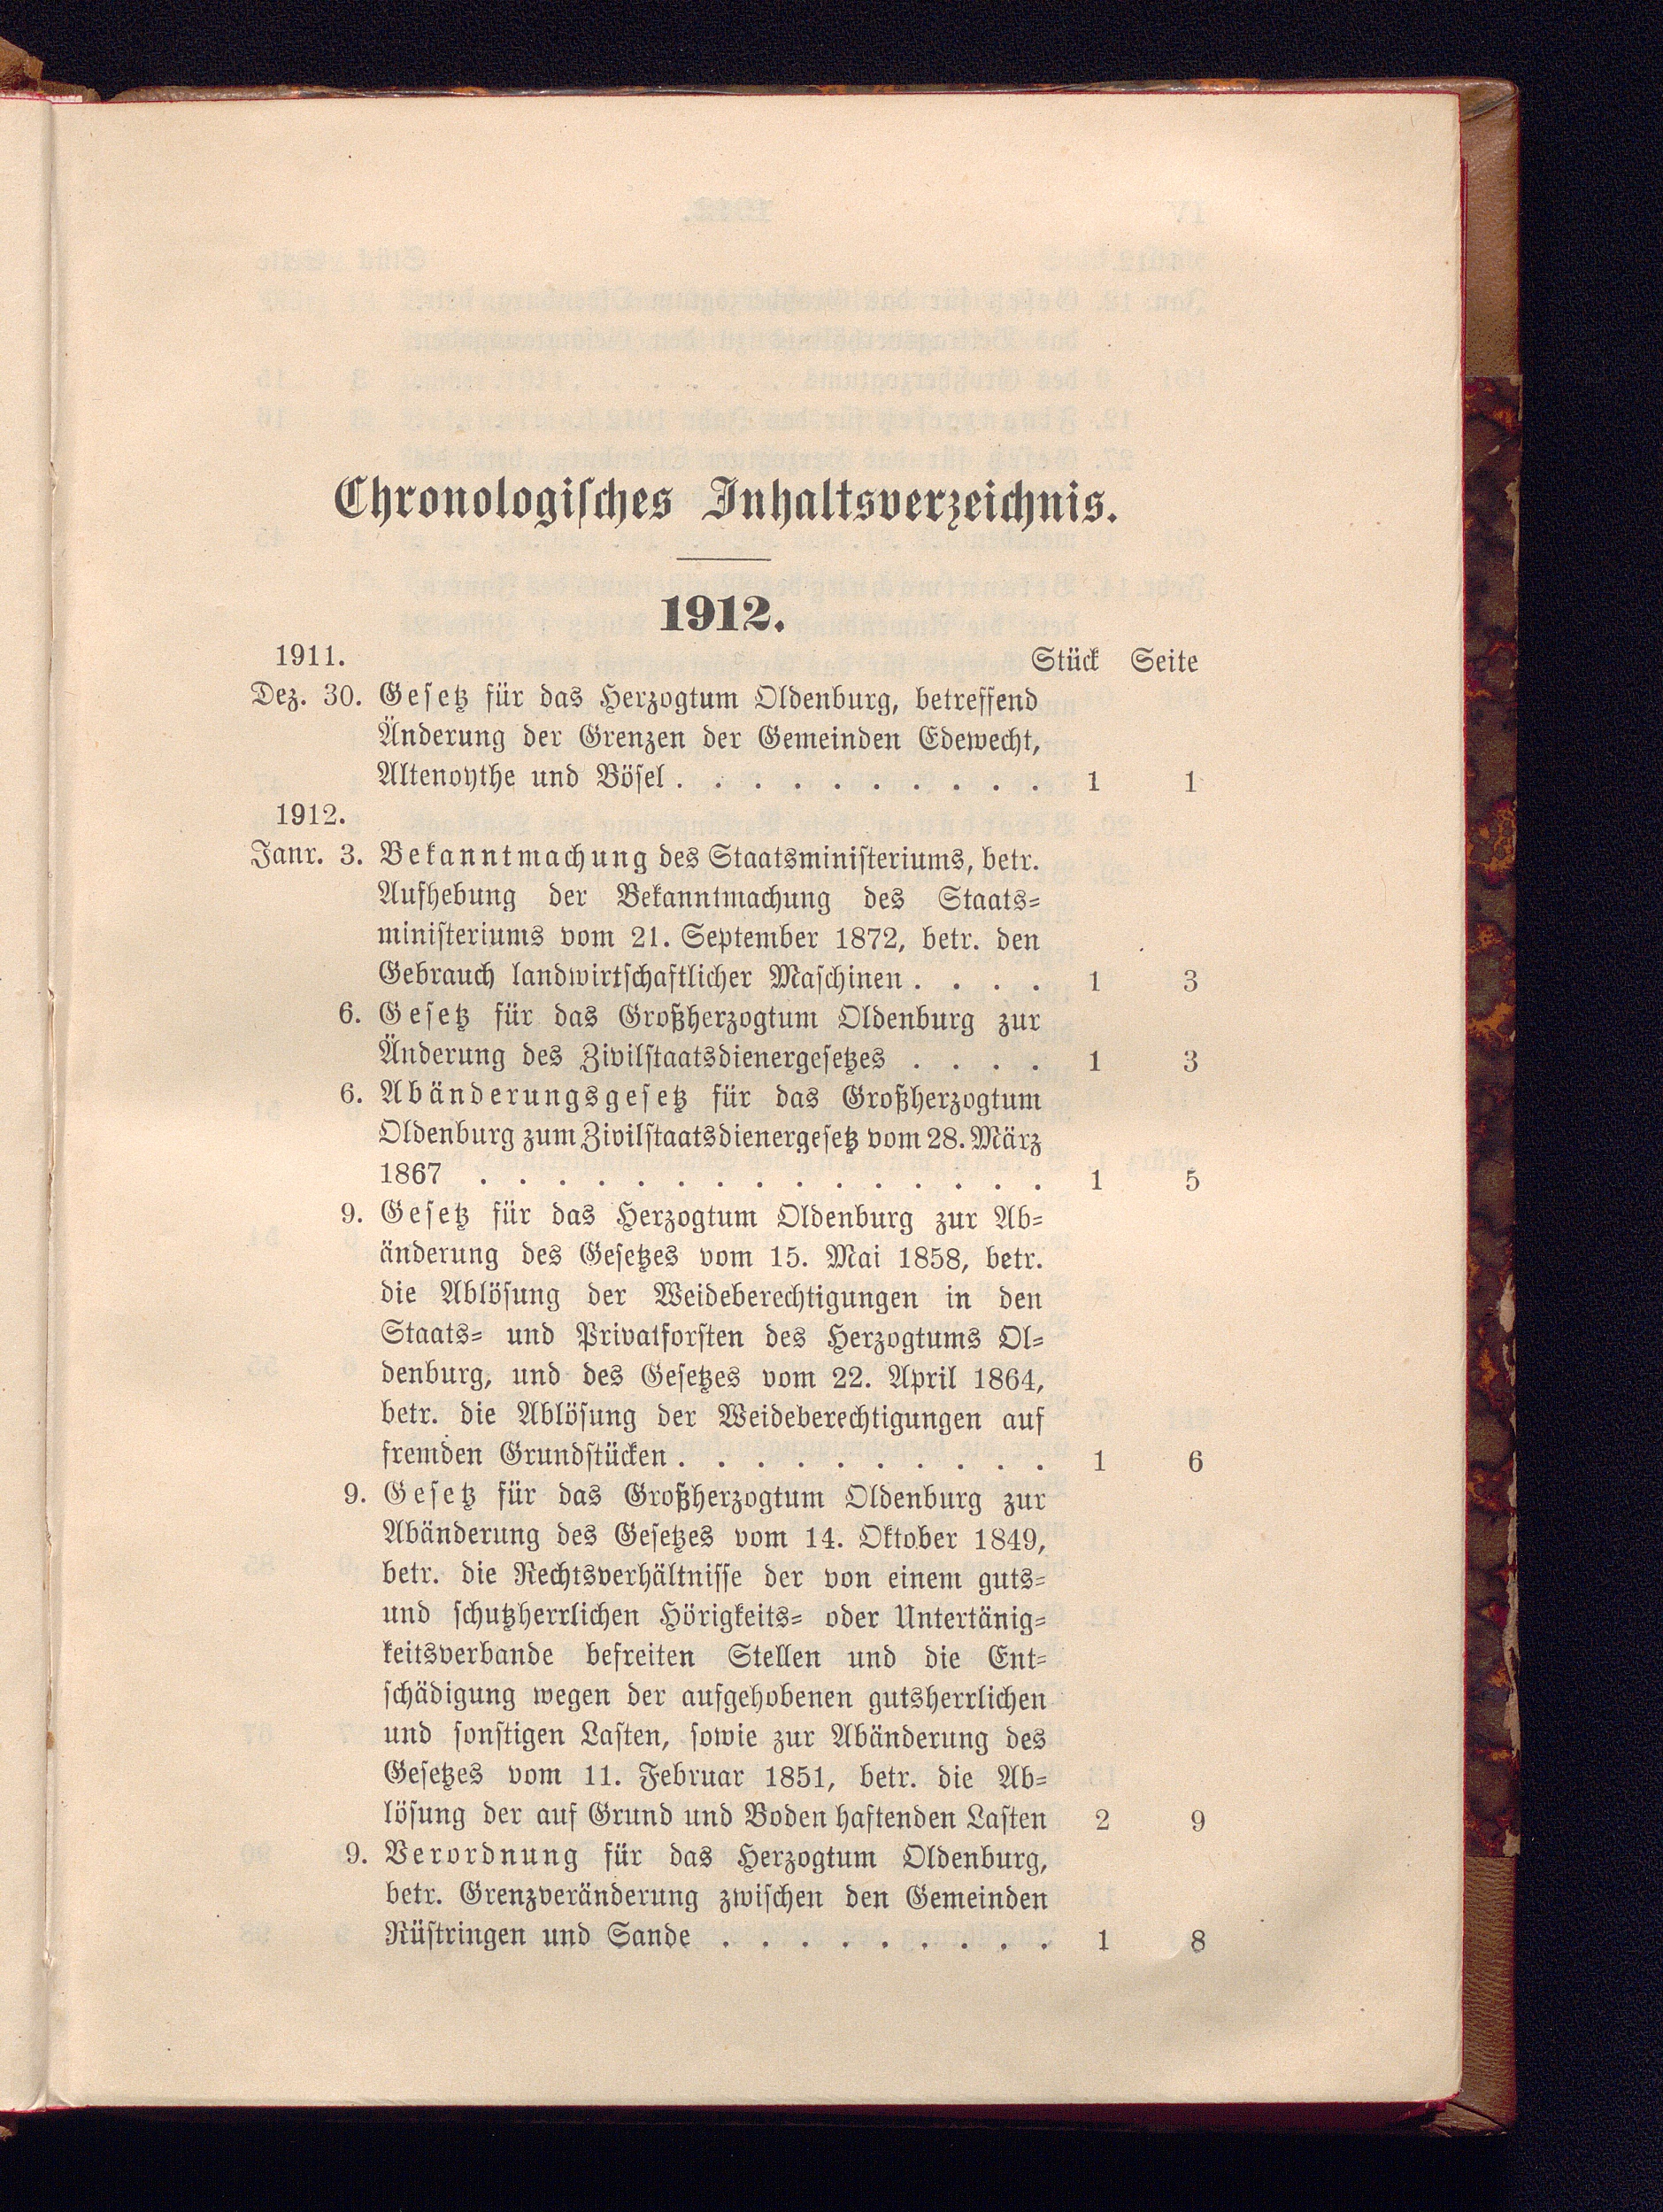 Chronologisches Inhaltsverzeichnis.
1912.
1911. Stück Seite
Dez. 30. Gesetz für das Herzogtum Oldenburg, betreffend
Änderung der Grenzen der Gemeinden Edewecht,
Altenoythe und Bösel . . . . . . . . . . 1 1
1912.
Janr. 3. Bekanntmachung des Staatsministeriums, betr.
Aufhebung der Bekanntmachung des Staats-
ministeriums vom 21. September 1872, betr. den
Gebrauch landwirtschaftlicher Maschinen . . . . 1 3
6. Gesetz für das Großherzogtum Oldenburg zur
Änderung des Zivilstaatsdienergesetzes . . . . 1 3
6. Abänderungsgesetz für das Großherzogtum
Oldenburg zum Zivilstaatsdienergesetz vom 28. März
1867 . . . . . . . . . . . . . . . 1 5
9. Gesetz für das Herzogtum Oldenburg zur Ab-
änderung des Gesetzes vom 15. Mai 1858, betr.
die Ablösung der Weideberechtigungen in den
Staats- und Privatforsten des Herzogtums Ol-
denburg, und des Gesetzes vom 22. April 1864,
betr. die Ablösung der Weideberechtigungen auf
fremden Grundstücken . . . . . . . . . . 1 6
9. Gesetz für das Großherzogtum Oldenburg zur
Abänderung des Gesetzes vom 14. Oktober 1849,
betr. die Rechtsverhältnisse der von einem guts-
und schutzherrlichen Hörigkeits- oder Untertänig-
keitsverbande befreiten Stellen und die Ent-
schädigung wegen der aufgehobenen gutsherrlichen
und sonstigen Lasten, sowie zur Abänderung des
Gesetzes vom 11. Februar 1851, betr. die Ab-
lösung der auf Grund und Boden haftenden Lasten 2 9
9. Verordnung für das Herzogtum Oldenburg,
betr. Grenzveränderung zwischen den Gemeinden
Rüstringen und Sande . . . . . . . . . 1 8